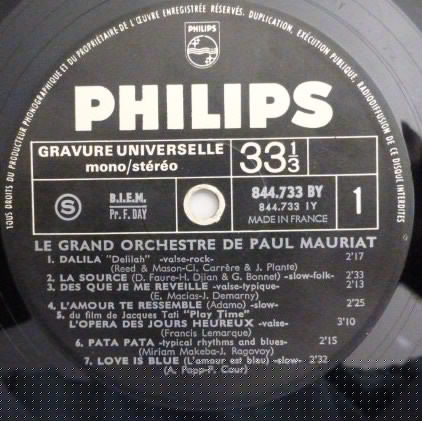 TOUS DROITS DU PRODUCTEUR PHONOGRAPHIQUE ET DU PROPRIETAIRE DE L'ŒUVRE ENREGISTRÉE RÉSERVÉS. DUPLICATION, EXÉCUTION PUBLIQUE, RADIODIFFUSION DE CE DISQUE INTERDITES
PHILIPS
PHILIPS
GRAVURE UNIVERSELLE
mono/stéréo
33⅓
S
B.I.E.M.
Pr. F. DAY
844.733 BY
844.733 IY
MADE IN FRANCE
1
LE GRAND ORCHESTRE DE PAUL MAURIAT
1. DALILA "Delilah" -valse-rock- 2'17
(Reed & Mason-Cl. Carrère & J. Plante)
2. LA SOURCE (D. Faure-H. Djian & G. Bonnet) -slow-folk- 2'33
3. DES QUE JE ME REVEILLE -valse-typique- 2'13
(E. Macias-J. Demarny)
4. L'AMOUR TE RESSEMBLE (Adamo) -slow- 2'25
5. du film de Jacques Tati "Play Time"
L'OPERA DES JOURS HEUREUX -valse- 3'10
(Francis Lemarque)
6. PATA PATA -typical rhythms and blues- 2'15
(Miriam Makeba-J. Ragovoy)
7. LOVE IS BLUE (L'amour est bleu) -slow- 2'32
(A. Popp-P. Cour)